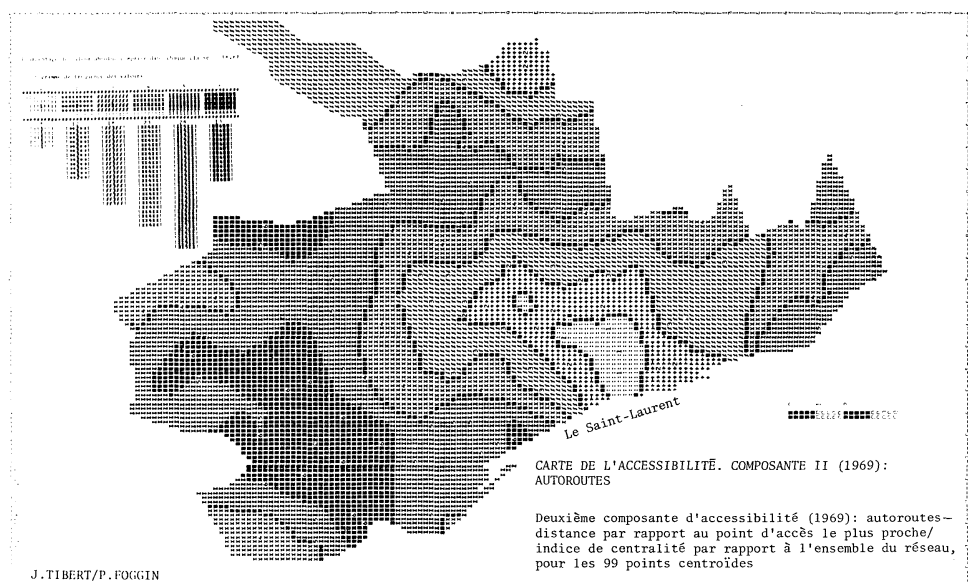 Le Saint-Laurent
CARTE DE L'ACCESSIBILITÉ. COMPOSANTE II (1969):
AUTOROUTES
Deuxième composante d'accessibilité (1969): autoroutes—
distance par rapport au point d'accès le plus proche/
indice de centralité par rapport à l'ensemble du réseau,
pour les 99 points centroïdes
J.TIBERT/P.FOGGIN